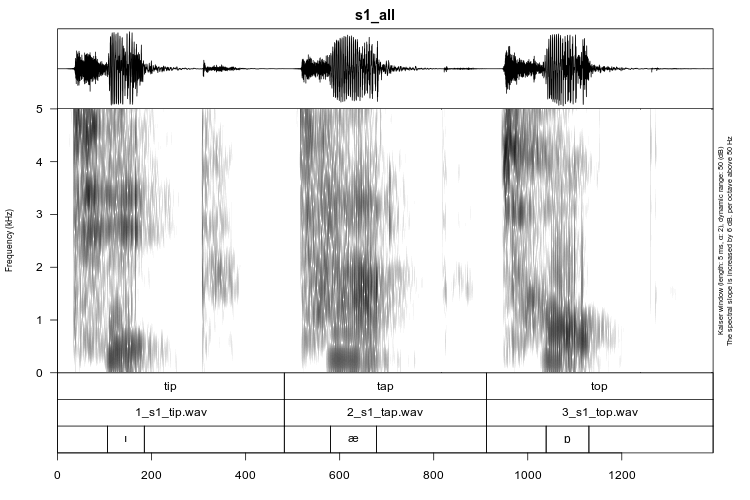 s1_all
5
4
3
2
1
0
Frequency (kHz)
Kaiser window (length: 5 ms, α: 2), dynamic range: 50 (dB)
The spectral slope is increased by 6 dB. per octave above 50 Hz
tip tap top
1_s1_tip.wav 2_s1_tap.wav 3_s1_top.wav
ɪ æ ɒ
0 200 400 600 800 1000 1200